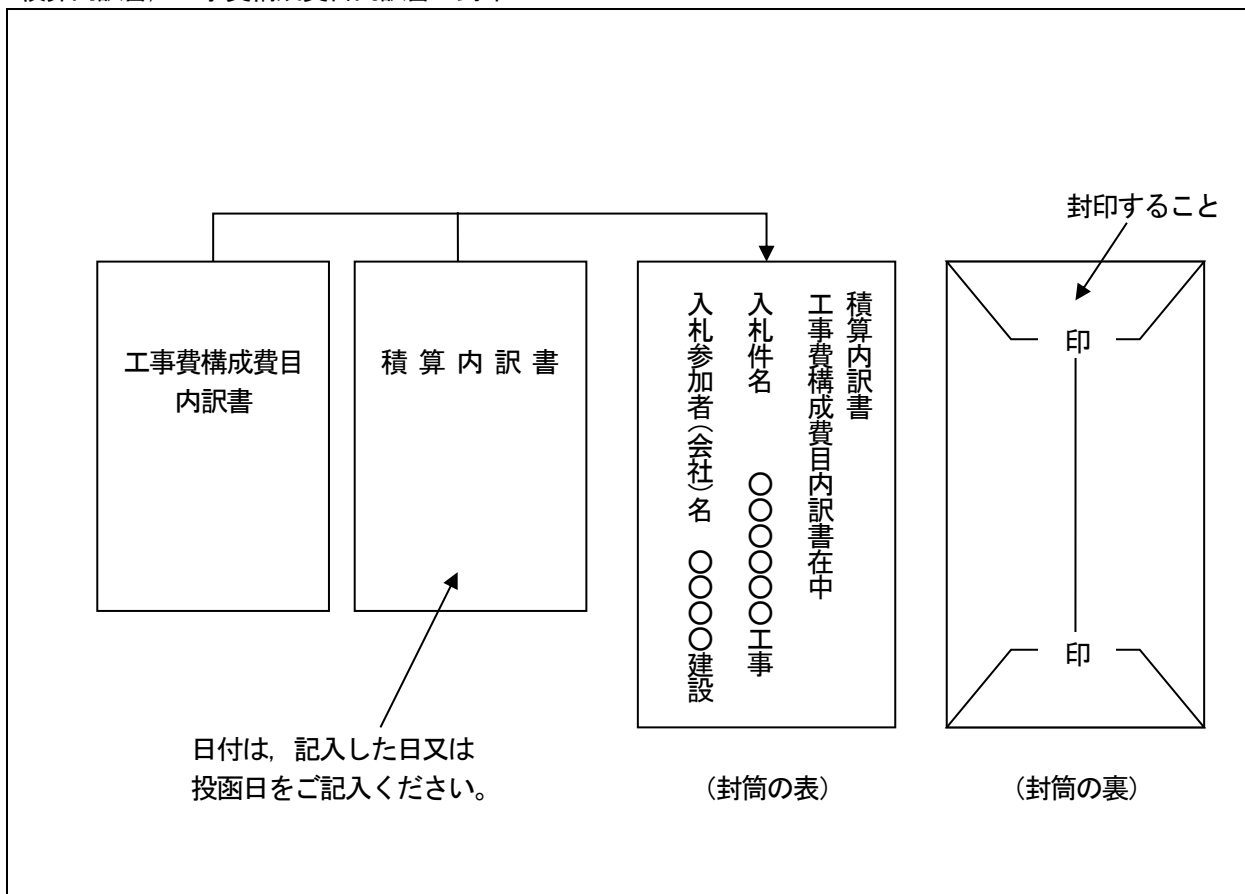 封印すること
工事費構成費目
内訳書
積算内訳書
積算内訳書
工事費構成費目内訳書在中
入札件名　〇〇〇〇〇〇〇工事
入札参加者(会社)名　〇〇〇〇〇建設
印
印
日付は，記入した日又は
投函日をご記入ください。
（封筒の表）
（封筒の裏）